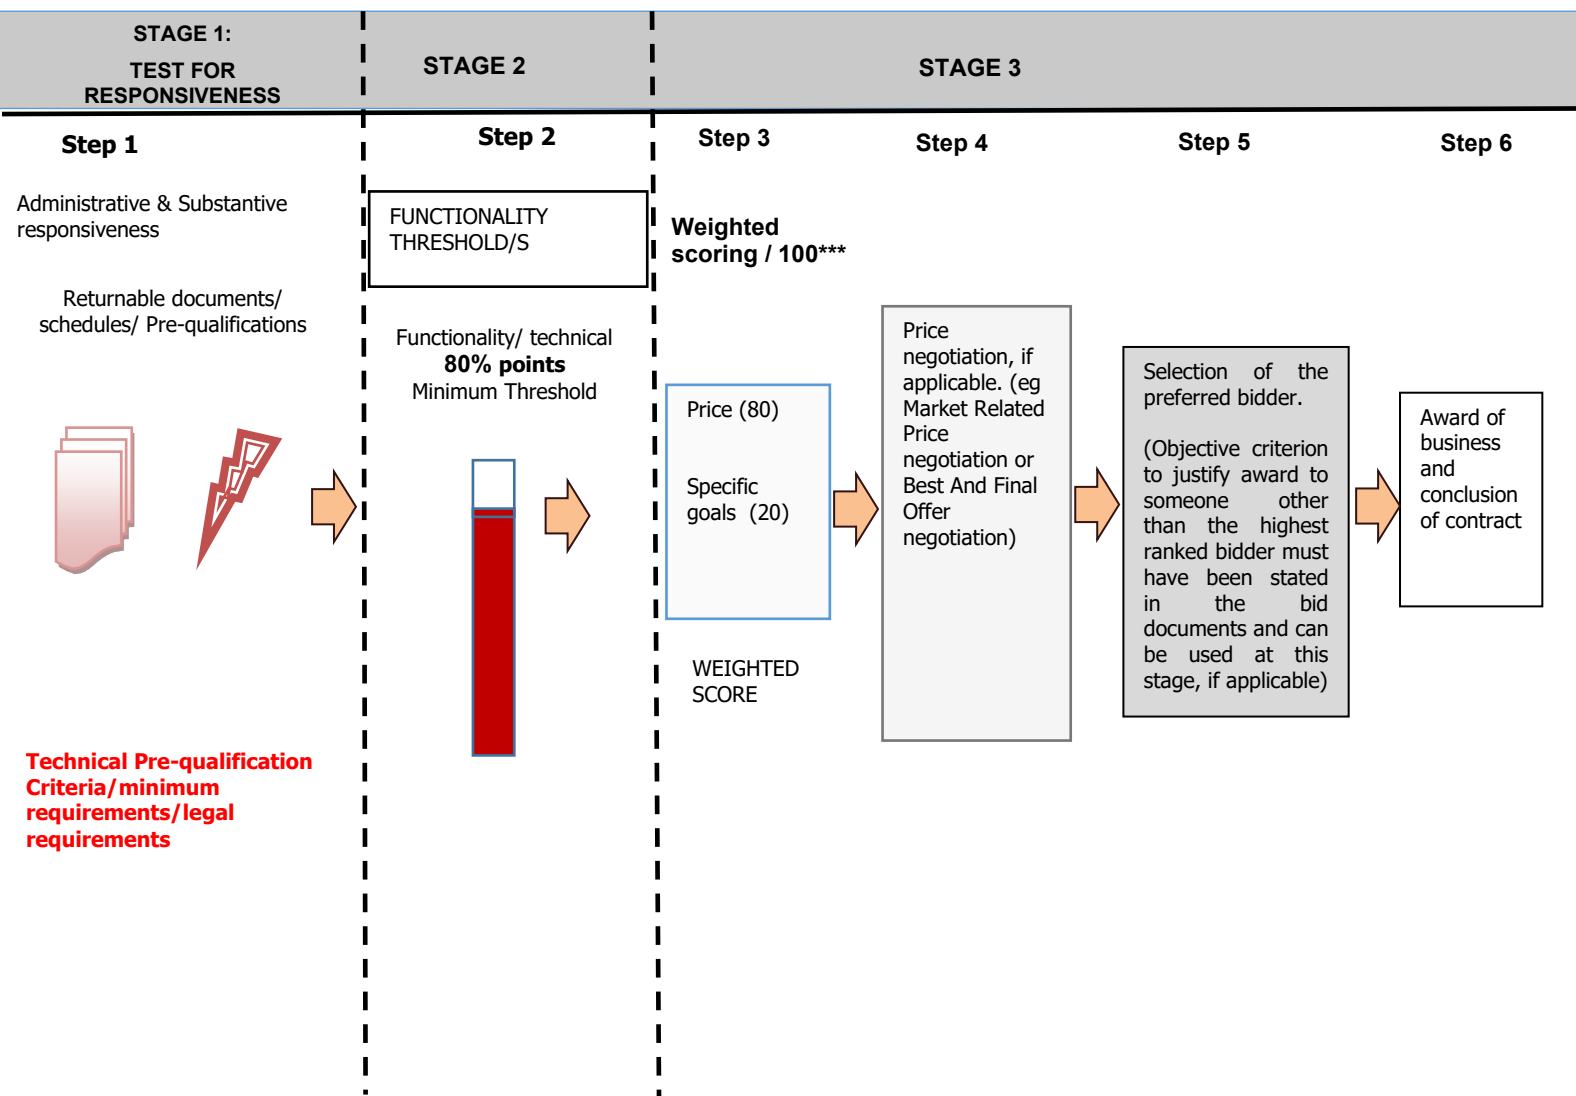 STAGE 1:
TEST FOR
RESPONSIVENESS
STAGE 2
STAGE 3
Step 1
Step 2
Step 3
Step 4
Step 5
Step 6
Administrative & Substantive
responsiveness
Returnable documents/
schedules/ Pre-qualifications
Technical Pre-qualification
Criteria/minimum
requirements/legal
requirements
FUNCTIONALITY
THRESHOLD/S
Functionality/ technical
80% points
Minimum Threshold
Weighted
scoring / 100***
Price (80)
Specific
goals (20)
WEIGHTED
SCORE
Price
negotiation, if
applicable. (eg
Market Related
Price
negotiation or
Best And Final
Offer
negotiation)
Selection of the
preferred bidder.
(Objective criterion
to justify award to
someone other
than the highest
ranked bidder must
have been stated
in the bid
documents and can
be used at this
stage, if applicable)
Award of
business
and
conclusion
of contract